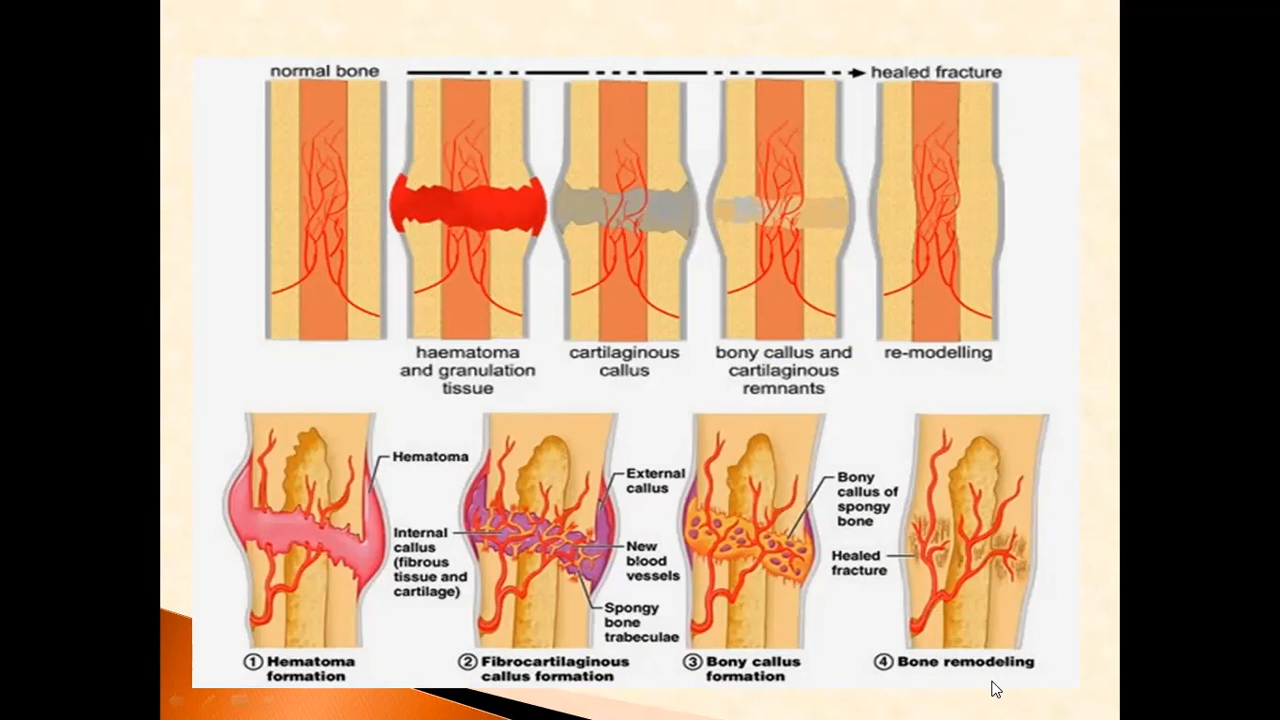 normal bone
healed fracture
haematoma
and granulation
tissue
cartilaginous
callus
bony callus and
cartilaginous
remnants
re-modelling
Hematoma
Internal
callus
(fibrous
tissue and
cartilage)
External
callus
New
blood
vessels
Spongy
bone
trabeculae
Bony
callus of
spongy
bone
Healed
fracture
① Hematoma
formation
② Fibrocartilaginous
callus formation
③ Bony callus
formation
④ Bone remodeling